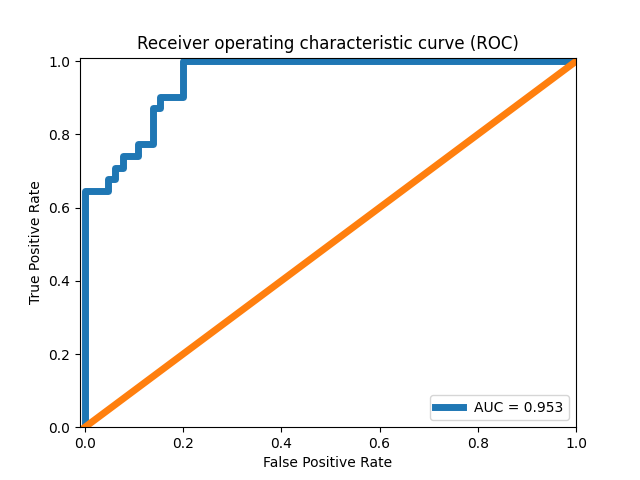 Receiver operating characteristic curve (ROC)
True Positive Rate
1.0
0.8
0.6
0.4
0.2
0.0
0.0 0.2 0.4 0.6 0.8 1.0
False Positive Rate
AUC = 0.953